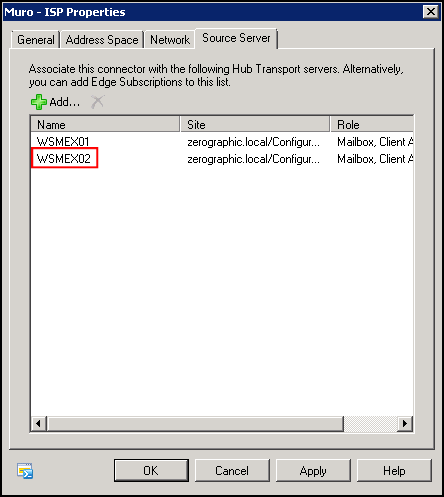 Muro - ISP Properties
General Address Space Network Source Server
Associate this connector with the following Hub Transport servers. Alternatively,
you can add Edge Subscriptions to this list.
Add...
Name Site Role
WSMEX01 zerographic.local/Configur... Mailbox, Client A
WSMEX02 zerographic.local/Configur... Mailbox, Client A
OK Cancel Apply Help